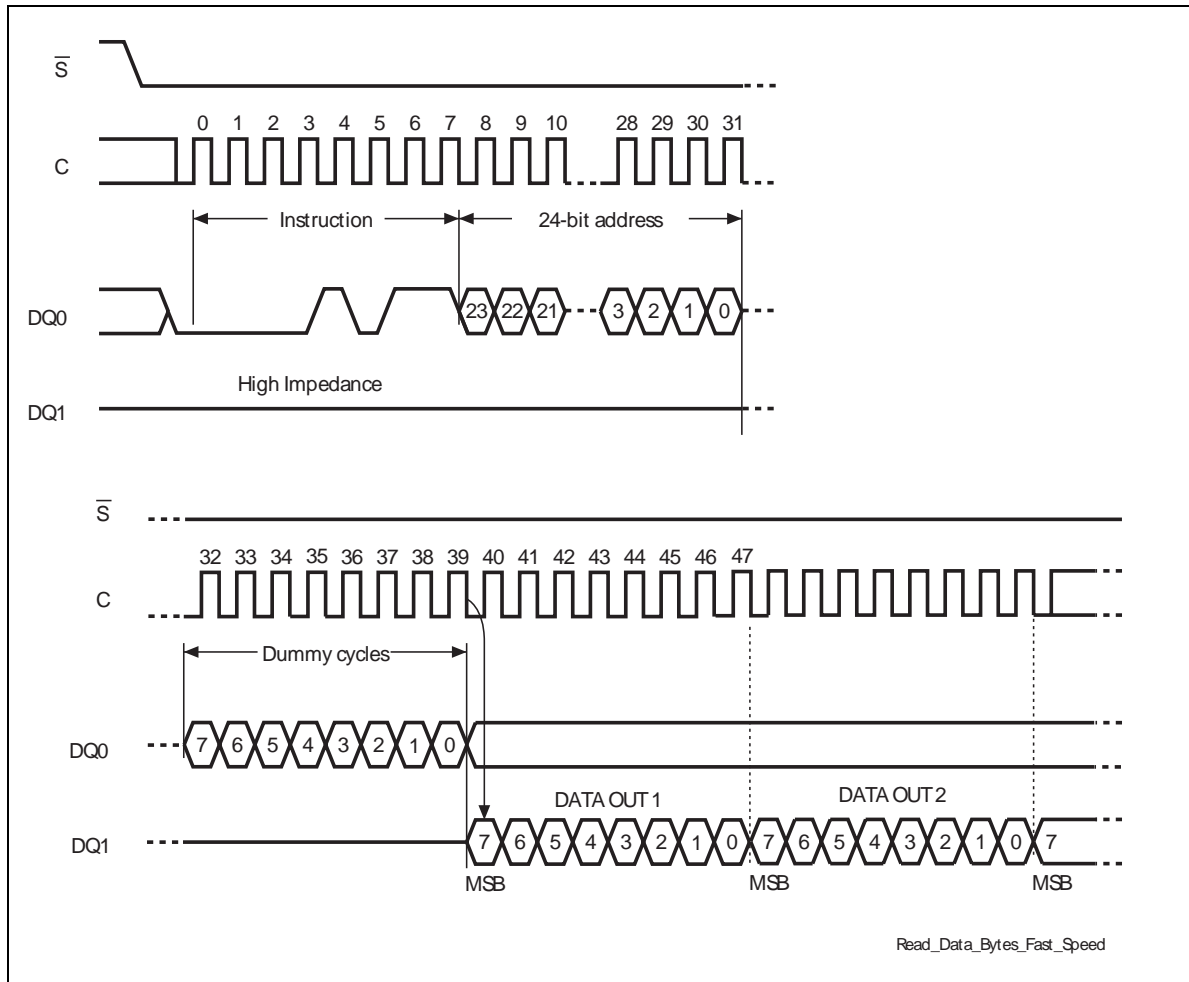 S
0 1 2 3 4 5 6 7 8 9 10 28 29 30 31
C
Instruction 24-bit address
DQ0 23 22 21 3 2 1 0
High Impedance
DQ1
S
32 33 34 35 36 37 38 39 40 41 42 43 44 45 46 47
C
Dummy cycles
DQ0 7 6 5 4 3 2 1 0
DATA OUT 1 DATA OUT 2
DQ1 7 6 5 4 3 2 1 0 7 6 5 4 3 2 1 0 7
MSB MSB MSB
Read_Data_Bytes_Fast_Speed